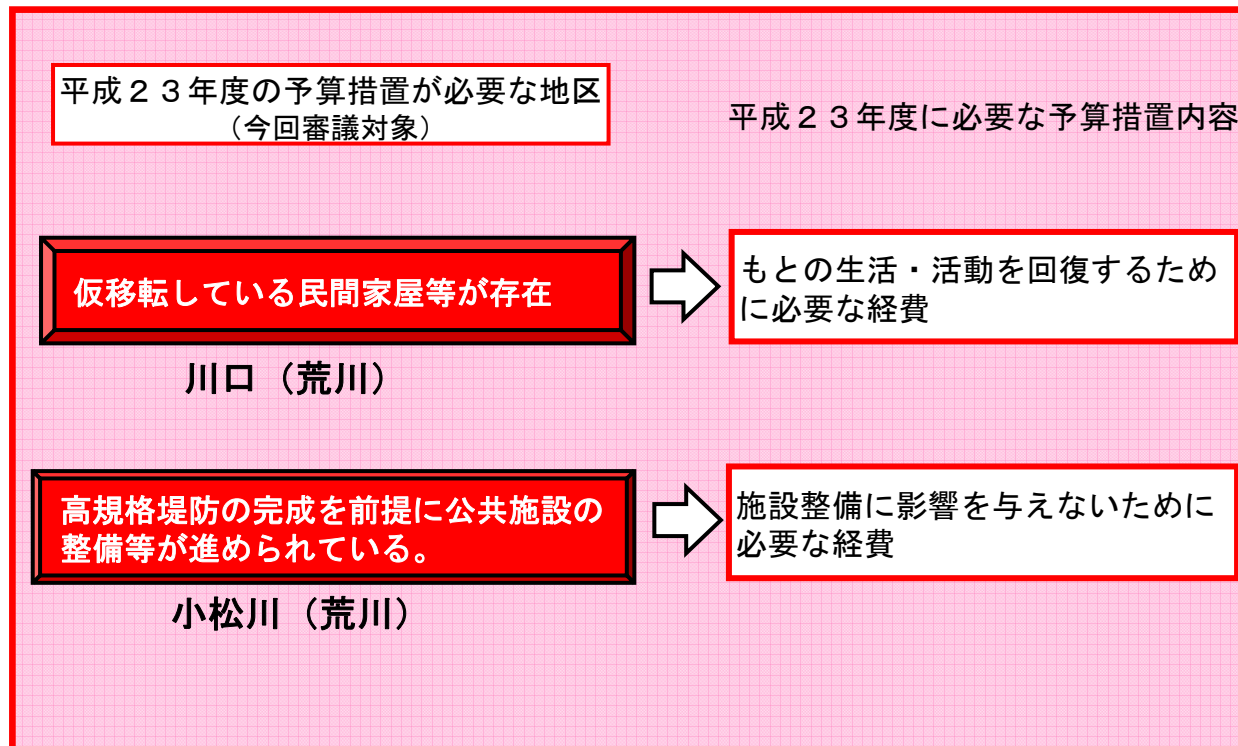 平成２３年度の予算措置が必要な地区
（今回審議対象）
平成２３年度に必要な予算措置内容
仮移転している民間家屋等が存在
もとの生活・活動を回復するため
に必要な経費
川口（荒川）
高規格堤防の完成を前提に公共施設の
整備等が進められている。
施設整備に影響を与えないために
必要な経費
小松川（荒川）